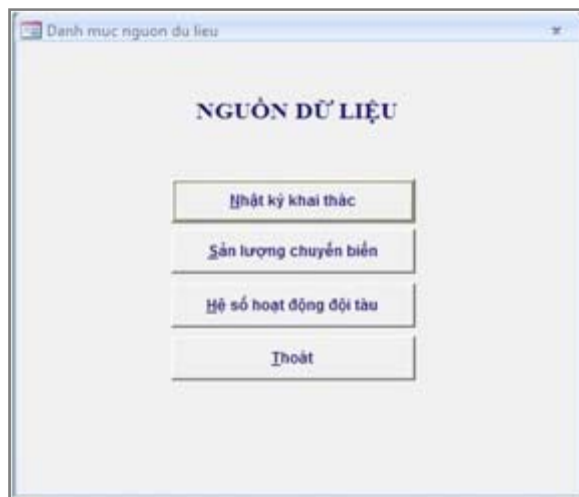 Danh muc nguon du lieu
NGUỒN DỮ LIỆU
Nhật ký khai thác
Sản lượng chuyến biển
Hệ số hoạt động đội tàu
Thoát